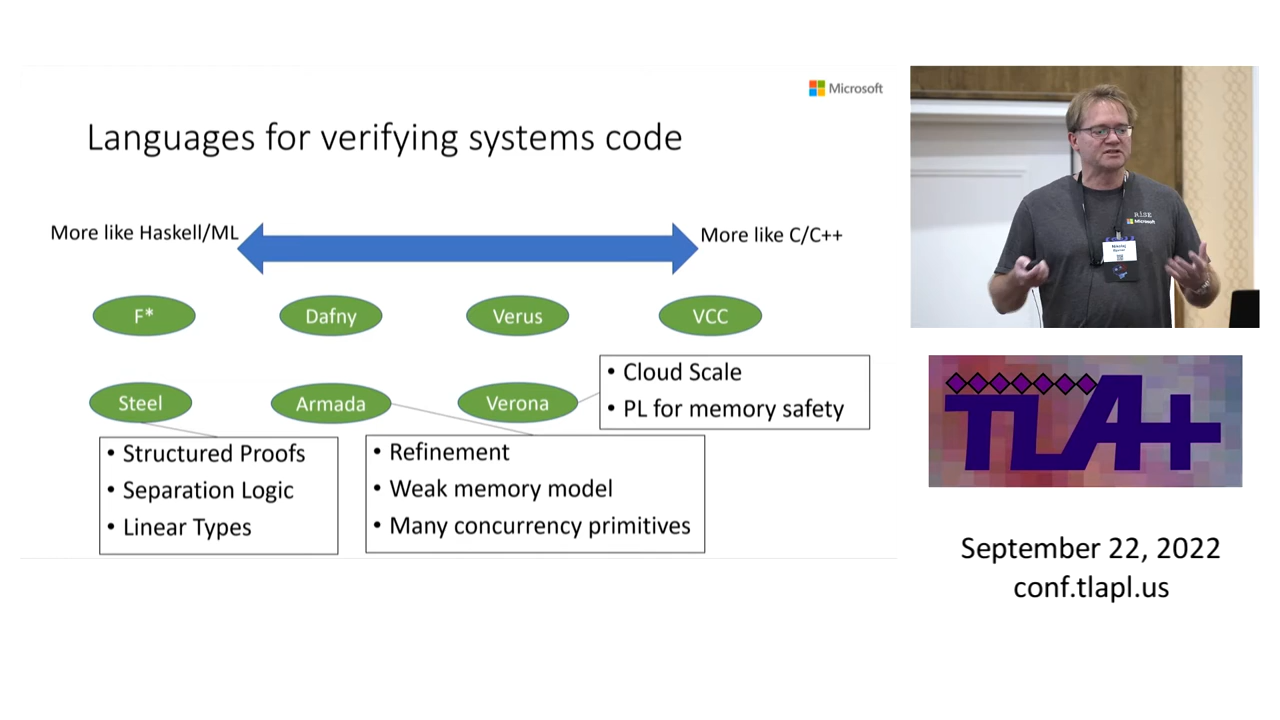 Microsoft
Languages for verifying systems code
More like Haskell/ML
More like C/C++
F*
Dafny
Verus
VCC
Steel
Armada
Verona
• Cloud Scale
• PL for memory safety
• Structured Proofs
• Separation Logic
• Linear Types
• Refinement
• Weak memory model
• Many concurrency primitives
RiSE
Microsoft
TLA+
September 22, 2022
conf.tlapl.us